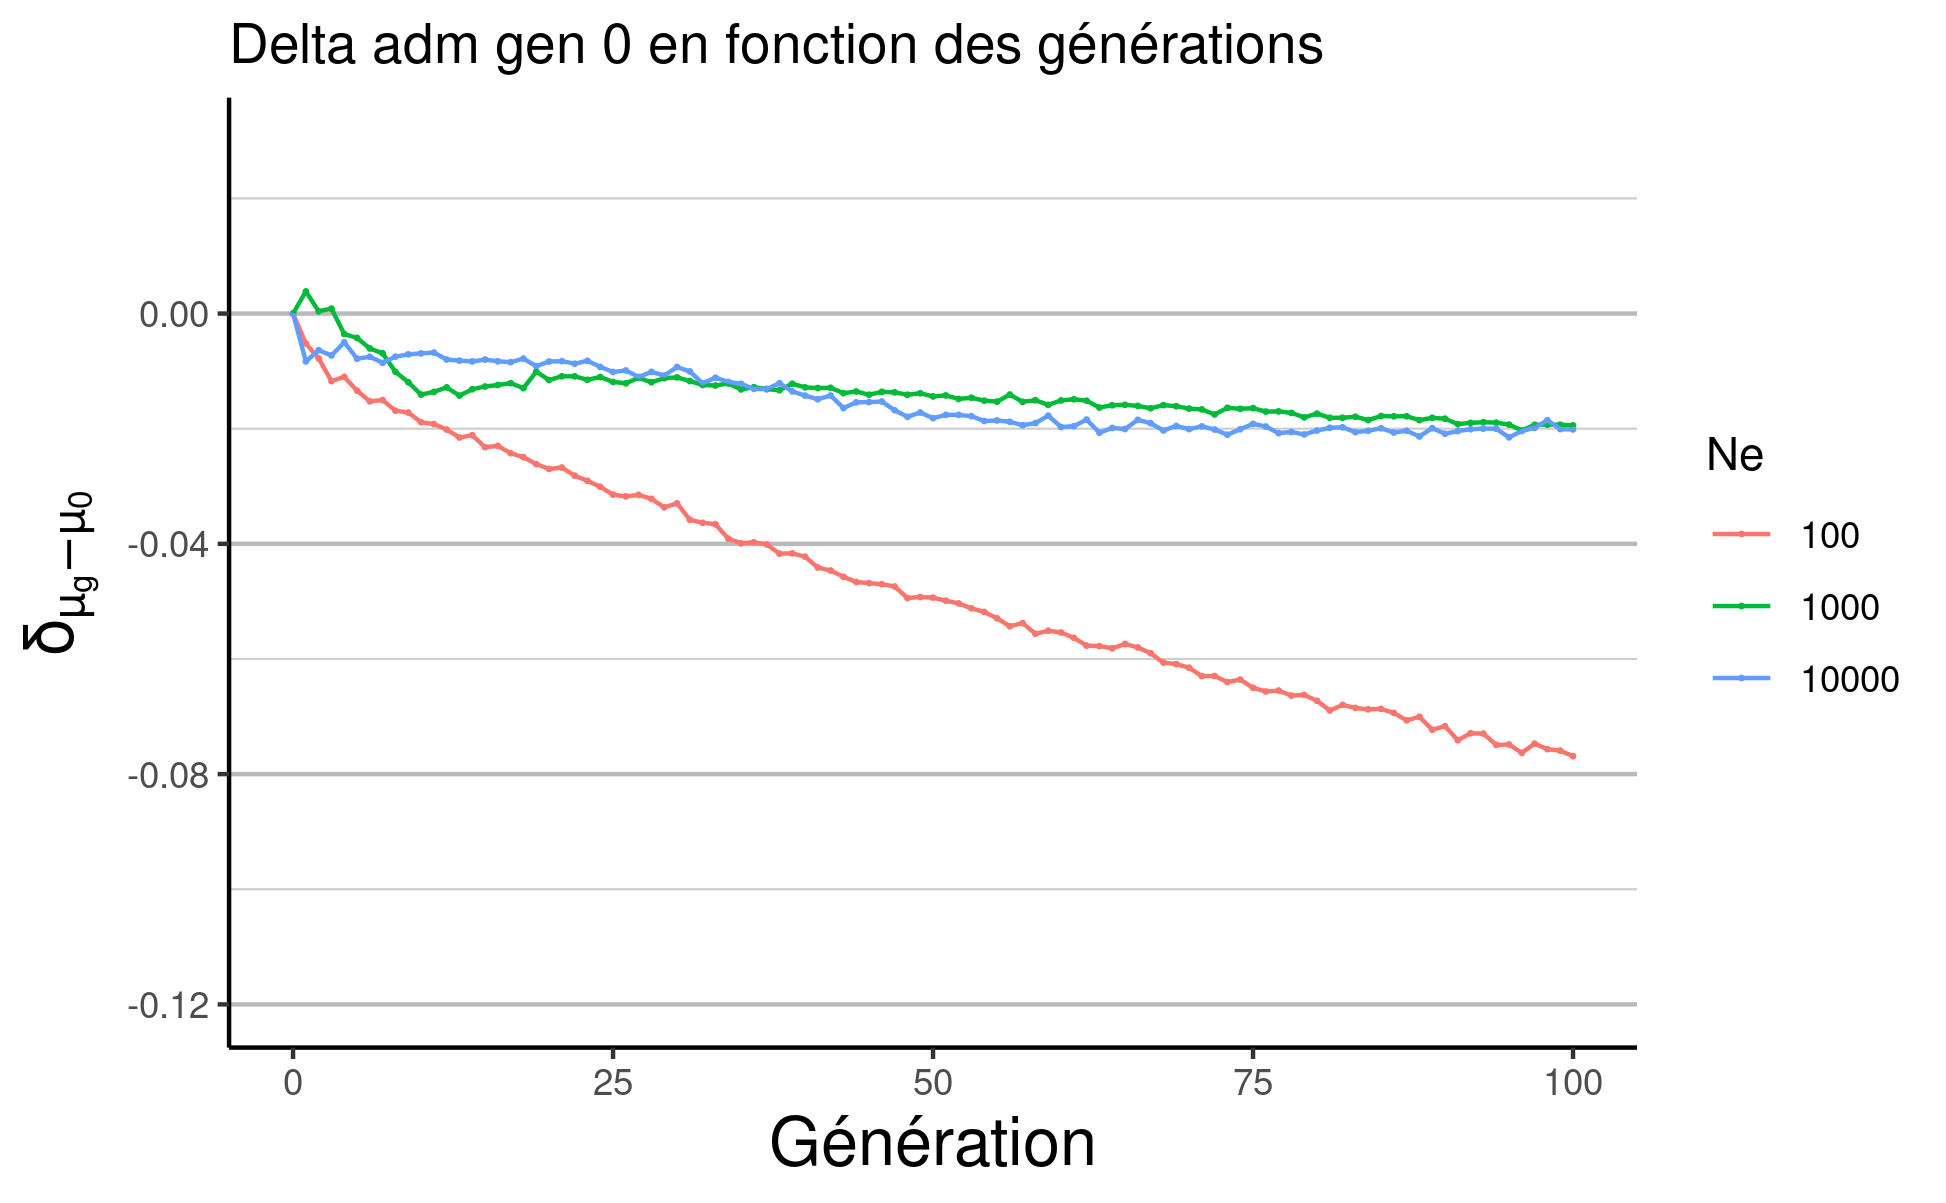 Delta adm gen 0 en fonction des générations
0.00
-0.04
-0.08
-0.12
δμg−μ0
0 25 50 75 100
Génération
Ne
100
1000
10000